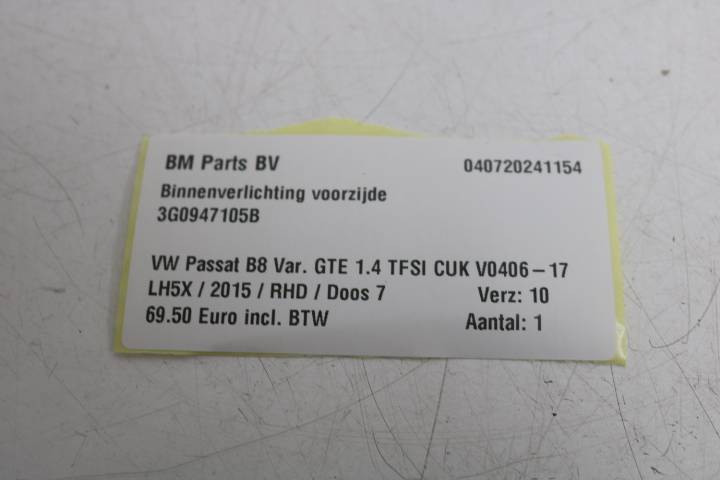 BM Parts BV 040720241154
Binnenverlichting voorzijde
3G0947105B
VW Passat B8 Var. GTE 1.4 TFSI CUK V0406-17
LH5X / 2015 / RHD / Doos 7 Verz: 10
69.50 Euro incl. BTW Aantal: 1